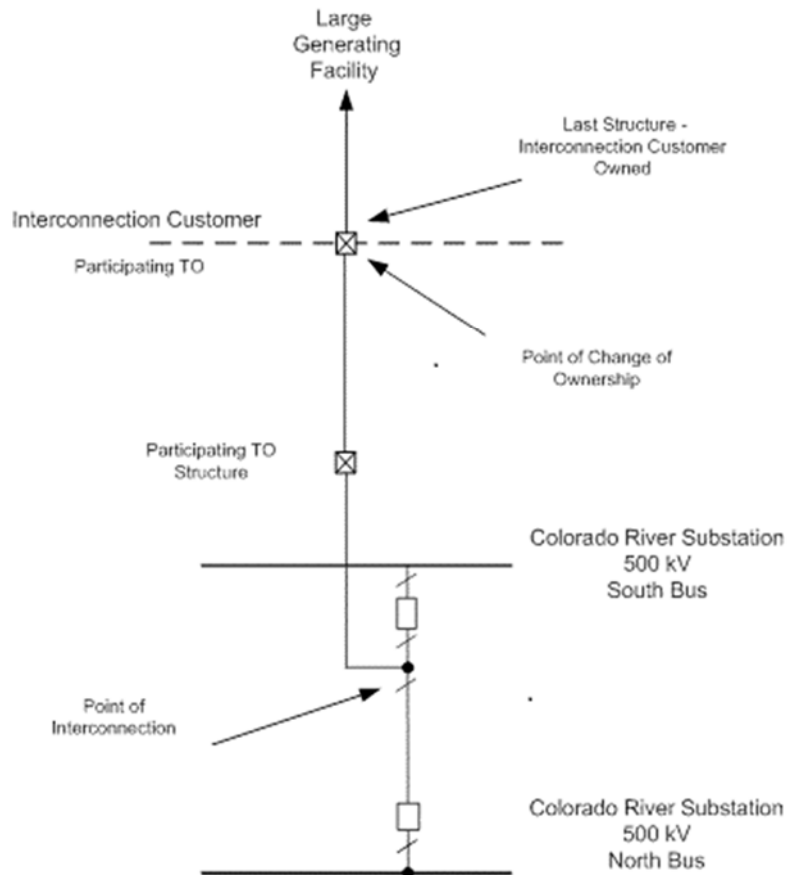 Large
Generating
Facility
Last Structure -
Interconnection Customer
Owned
Interconnection Customer
Participating TO
Point of Change of
Ownership
Participating TO
Structure
Colorado River Substation
500 kV
South Bus
Point of
Interconnection
Colorado River Substation
500 kV
North Bus